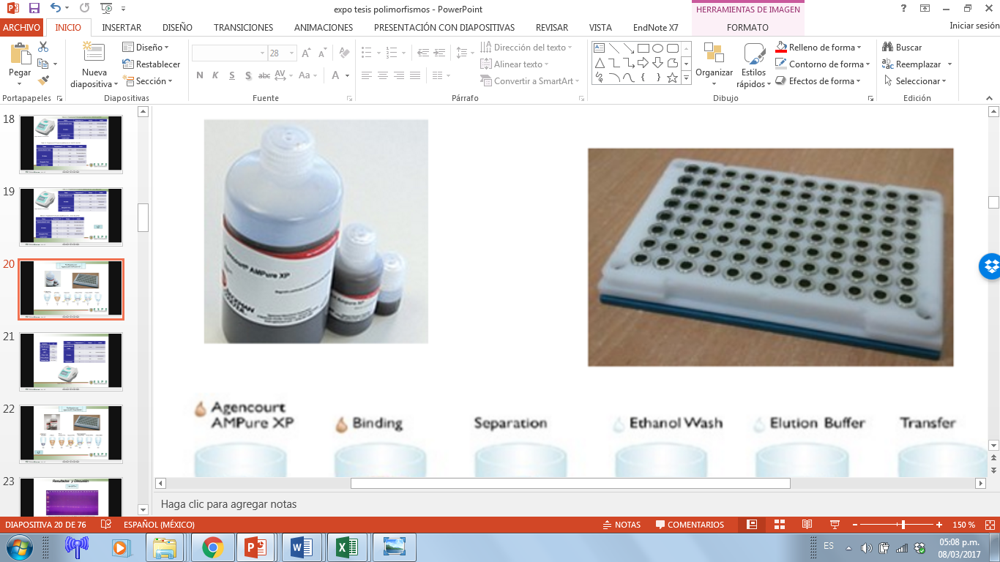 expo tesis polimorfismos - PowerPoint
HERRAMIENTAS DE IMAGEN
ARCHIVO
INICIO
INSERTAR
DISEÑO
TRANSICIONES
ANIMACIONES
PRESENTACIÓN CON DIAPOSITIVAS
REVISAR
VISTA
EndNote X7
FORMATO
Iniciar sesión
Pegar
Portapapeles
Nueva diapositiva
Diseño
Restablecer
Sección
Diapositivas
28
N K S S abc AV Aa A
Fuente
Dirección del texto
Alinear texto
Convertir a SmartArt
Párrafo
Organizar
Estilos rápidos
Relleno de forma
Contorno de forma
Efectos de forma
Dibujo
Buscar
Reemplazar
Seleccionar
Edición
18
19
20
21
22
23
Resultados y Discusión
AMPure XP
AMPure XP
Agencourt
AMPure XP
Binding
Separation
Ethanol Wash
Elution Buffer
Transfer
Haga clic para agregar notas
DIAPOSITIVA 20 DE 76
ESPAÑOL (MÉXICO)
NOTAS
COMENTARIOS
150 %
ES
05:08 p.m.
08/03/2017